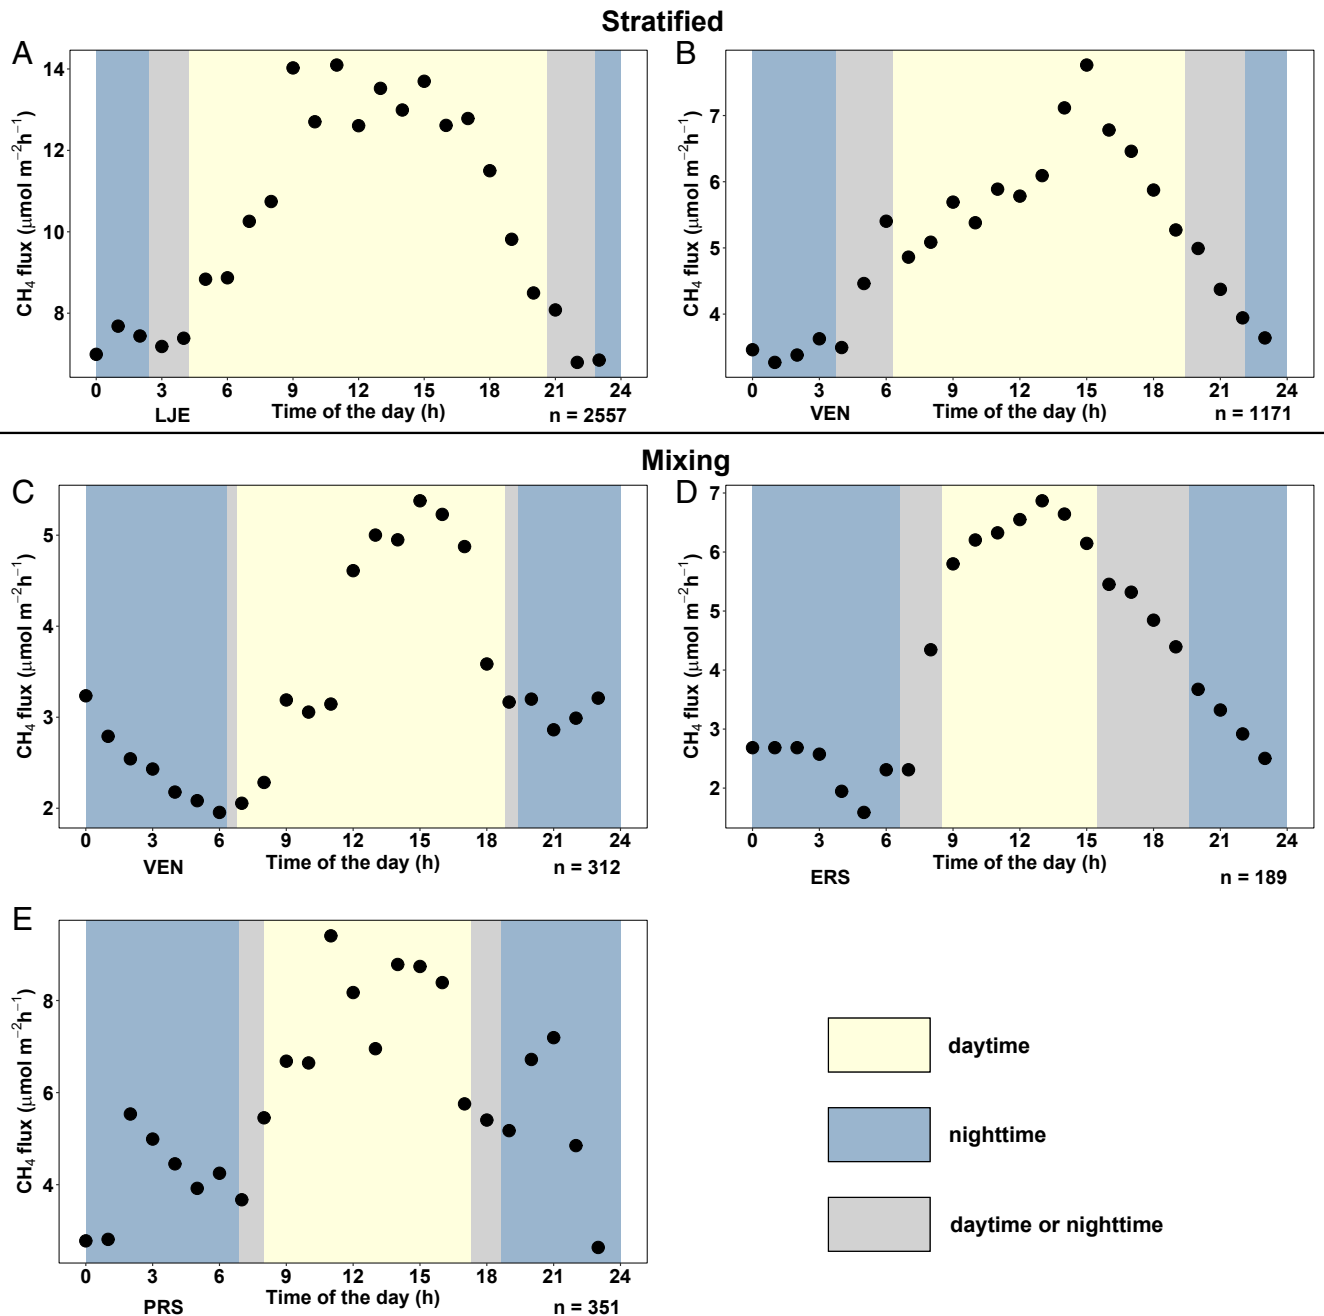 Stratified
A
CH₄ flux (μmol m⁻²h⁻¹)
14
12
10
8
0 3 6 9 12 15 18 21 24
LJE Time of the day (h) n = 2557
B
CH₄ flux (μmol m⁻²h⁻¹)
7
6
5
4
0 3 6 9 12 15 18 21 24
VEN Time of the day (h) n = 1171
Mixing
C
CH₄ flux (μmol m⁻²h⁻¹)
5
4
3
2
0 3 6 9 12 15 18 21 24
VEN Time of the day (h) n = 312
D
CH₄ flux (μmol m⁻²h⁻¹)
7
6
5
4
3
2
0 3 6 9 12 15 18 21 24
Time of the day (h)
ERS n = 189
E
CH₄ flux (μmol m⁻²h⁻¹)
8
6
4
0 3 6 9 12 15 18 21 24
PRS Time of the day (h) n = 351
daytime
nighttime
daytime or nighttime